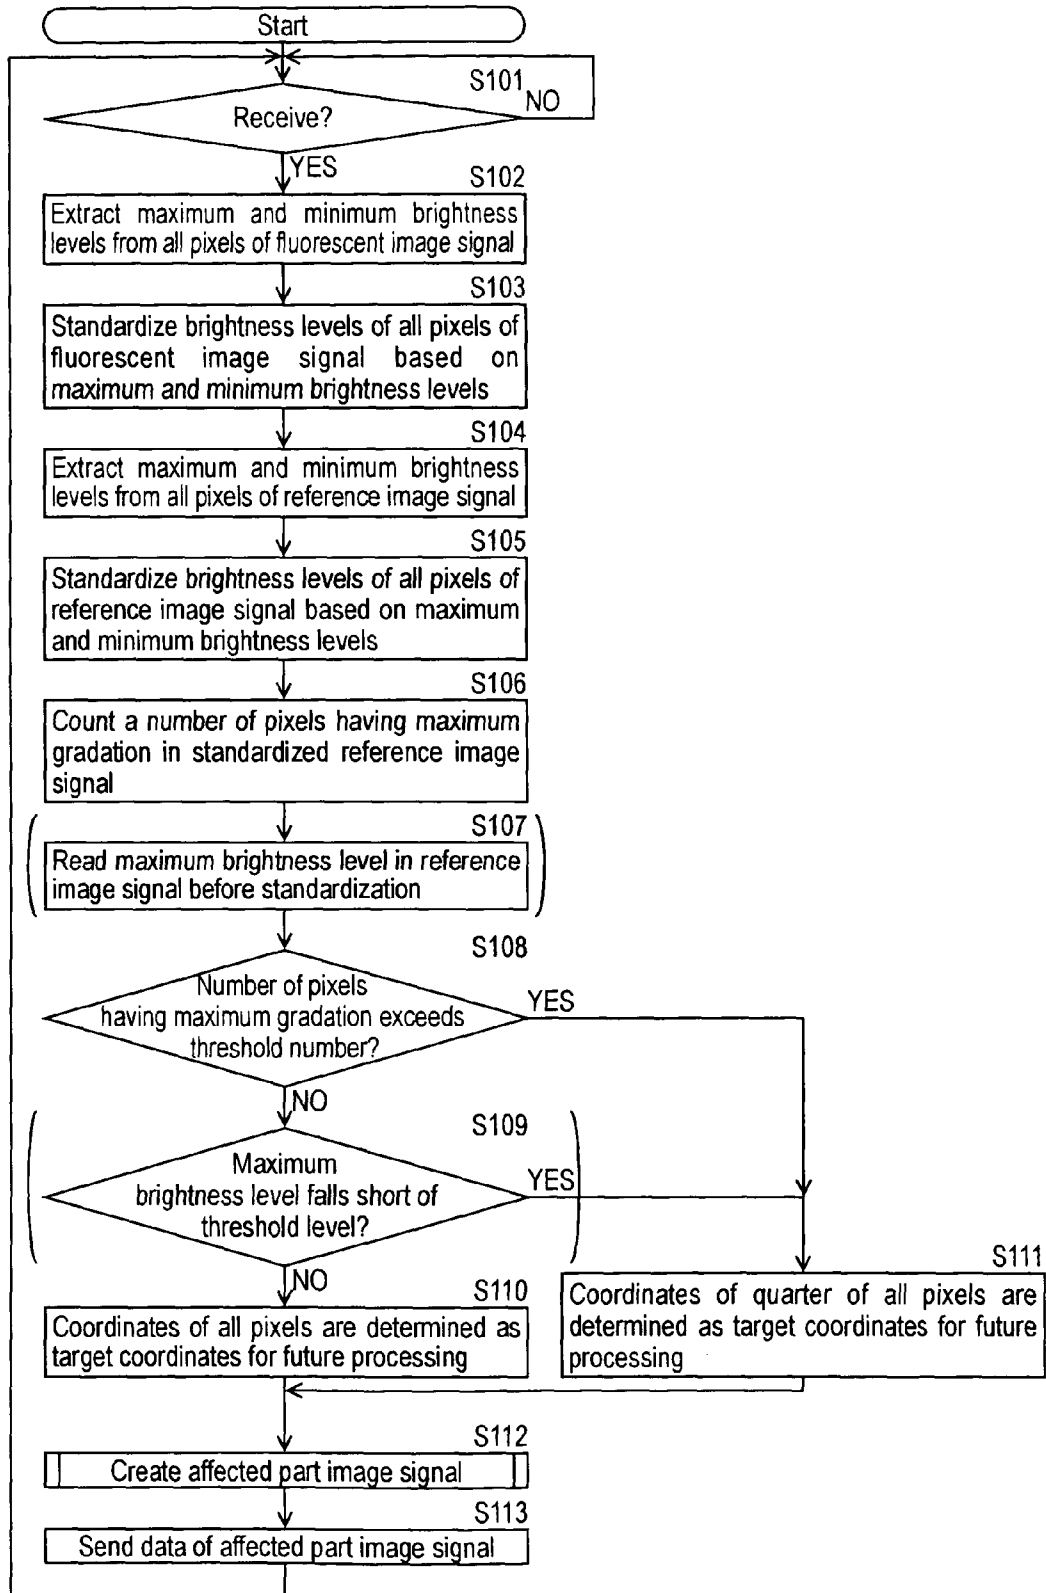 Start
S101
Receive?
NO
YES
S102
Extract maximum and minimum brightness
levels from all pixels of fluorescent image signal
S103
Standardize brightness levels of all pixels of
fluorescent image signal based on
maximum and minimum brightness levels
S104
Extract maximum and minimum brightness
levels from all pixels of reference image signal
S105
Standardize brightness levels of all pixels of
reference image signal based on maximum
and minimum brightness levels
S106
Count a number of pixels having maximum
gradation in standardized reference image
signal
S107
Read maximum brightness level in reference
image signal before standardization
S108
Number of pixels
having maximum gradation exceeds
threshold number?
YES
NO
S109
Maximum
brightness level falls short of
threshold level?
YES
NO
S110
Coordinates of all pixels are determined as
target coordinates for future processing
S111
Coordinates of quarter of all pixels are
determined as target coordinates for future
processing
S112
Create affected part image signal
S113
Send data of affected part image signal